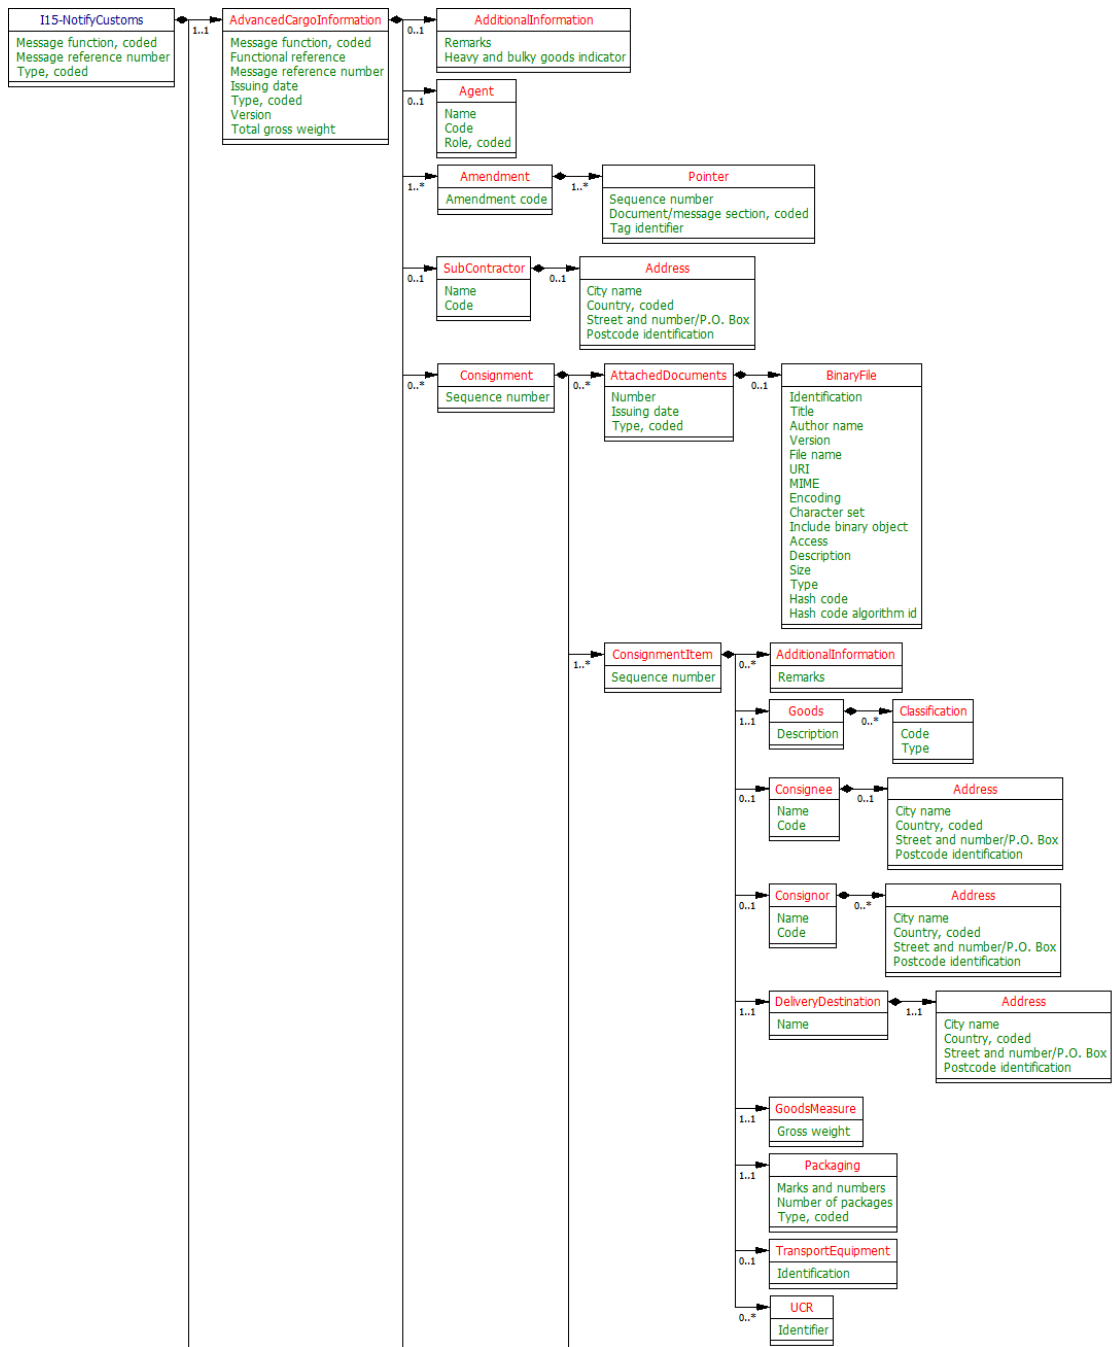 I15-NotifyCustoms
Message function, coded
Message reference number
Type, coded
1..1
AdvancedCargoInformation
Message function, coded
Functional reference
Message reference number
Issuing date
Type, coded
Version
Total gross weight
0..1
AdditionalInformation
Remarks
Heavy and bulky goods indicator
0..1
Agent
Name
Code
Role, coded
1..*
Amendment
Amendment code
1..*
Pointer
Sequence number
Document/message section, coded
Tag identifier
0..1
SubContractor
Name
Code
0..1
Address
City name
Country, coded
Street and number/P.O. Box
Postcode identification
0..*
Consignment
Sequence number
0..*
AttachedDocuments
Number
Issuing date
Type, coded
0..1
BinaryFile
Identification
Title
Author name
Version
File name
URI
MIME
Encoding
Character set
Include binary object
Access
Description
Size
Type
Hash code
Hash code algorithm id
1..*
ConsignmentItem
Sequence number
0..*
AdditionalInformation
Remarks
1..1
Goods
Description
0..*
Classification
Code
Type
0..1
Consignee
Name
Code
0..1
Address
City name
Country, coded
Street and number/P.O. Box
Postcode identification
0..1
Consignor
Name
Code
0..*
Address
City name
Country, coded
Street and number/P.O. Box
Postcode identification
1..1
DeliveryDestination
Name
1..1
Address
City name
Country, coded
Street and number/P.O. Box
Postcode identification
1..1
GoodsMeasure
Gross weight
1..1
Packaging
Marks and numbers
Number of packages
Type, coded
0..1
TransportEquipment
Identification
0..*
UCR
Identifier